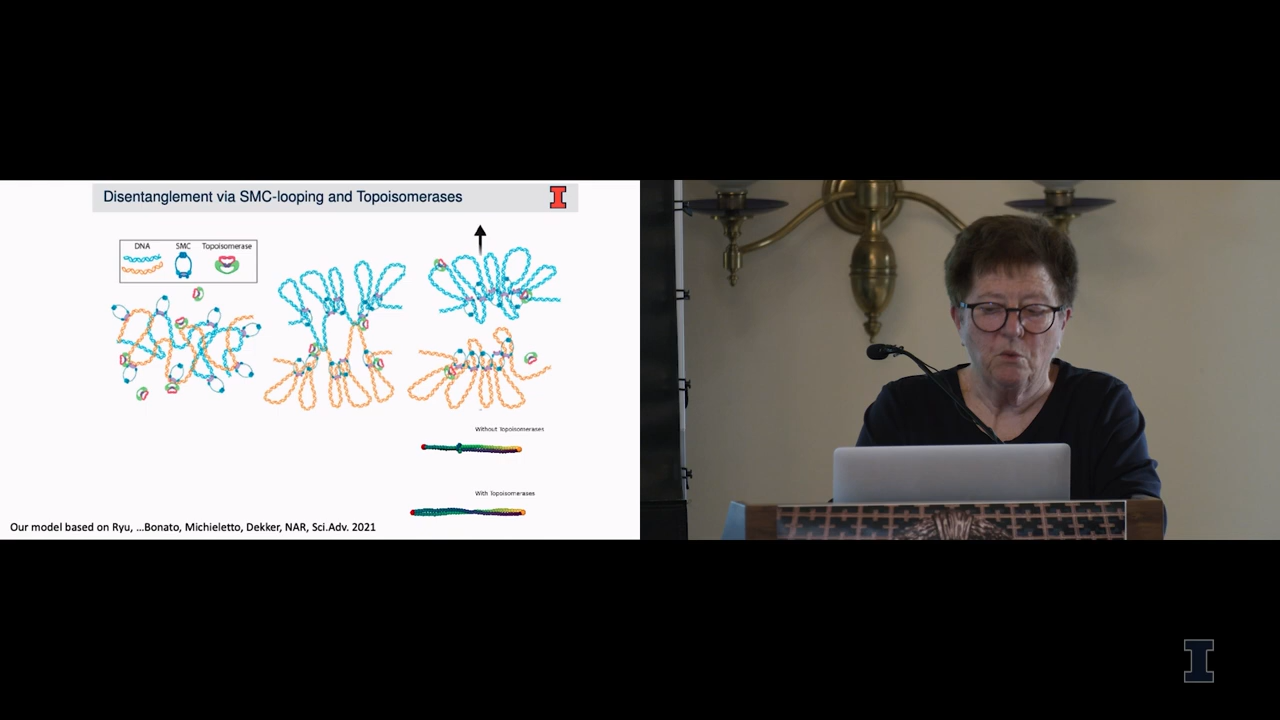 Disentanglement via SMC-looping and Topoisomerases
DNA SMC Topoisomerase
Without Topoisomerases
With Topoisomerases
Our model based on Ryu, ...Bonato, Michieletto, Dekker, NAR, Sci.Adv. 2021